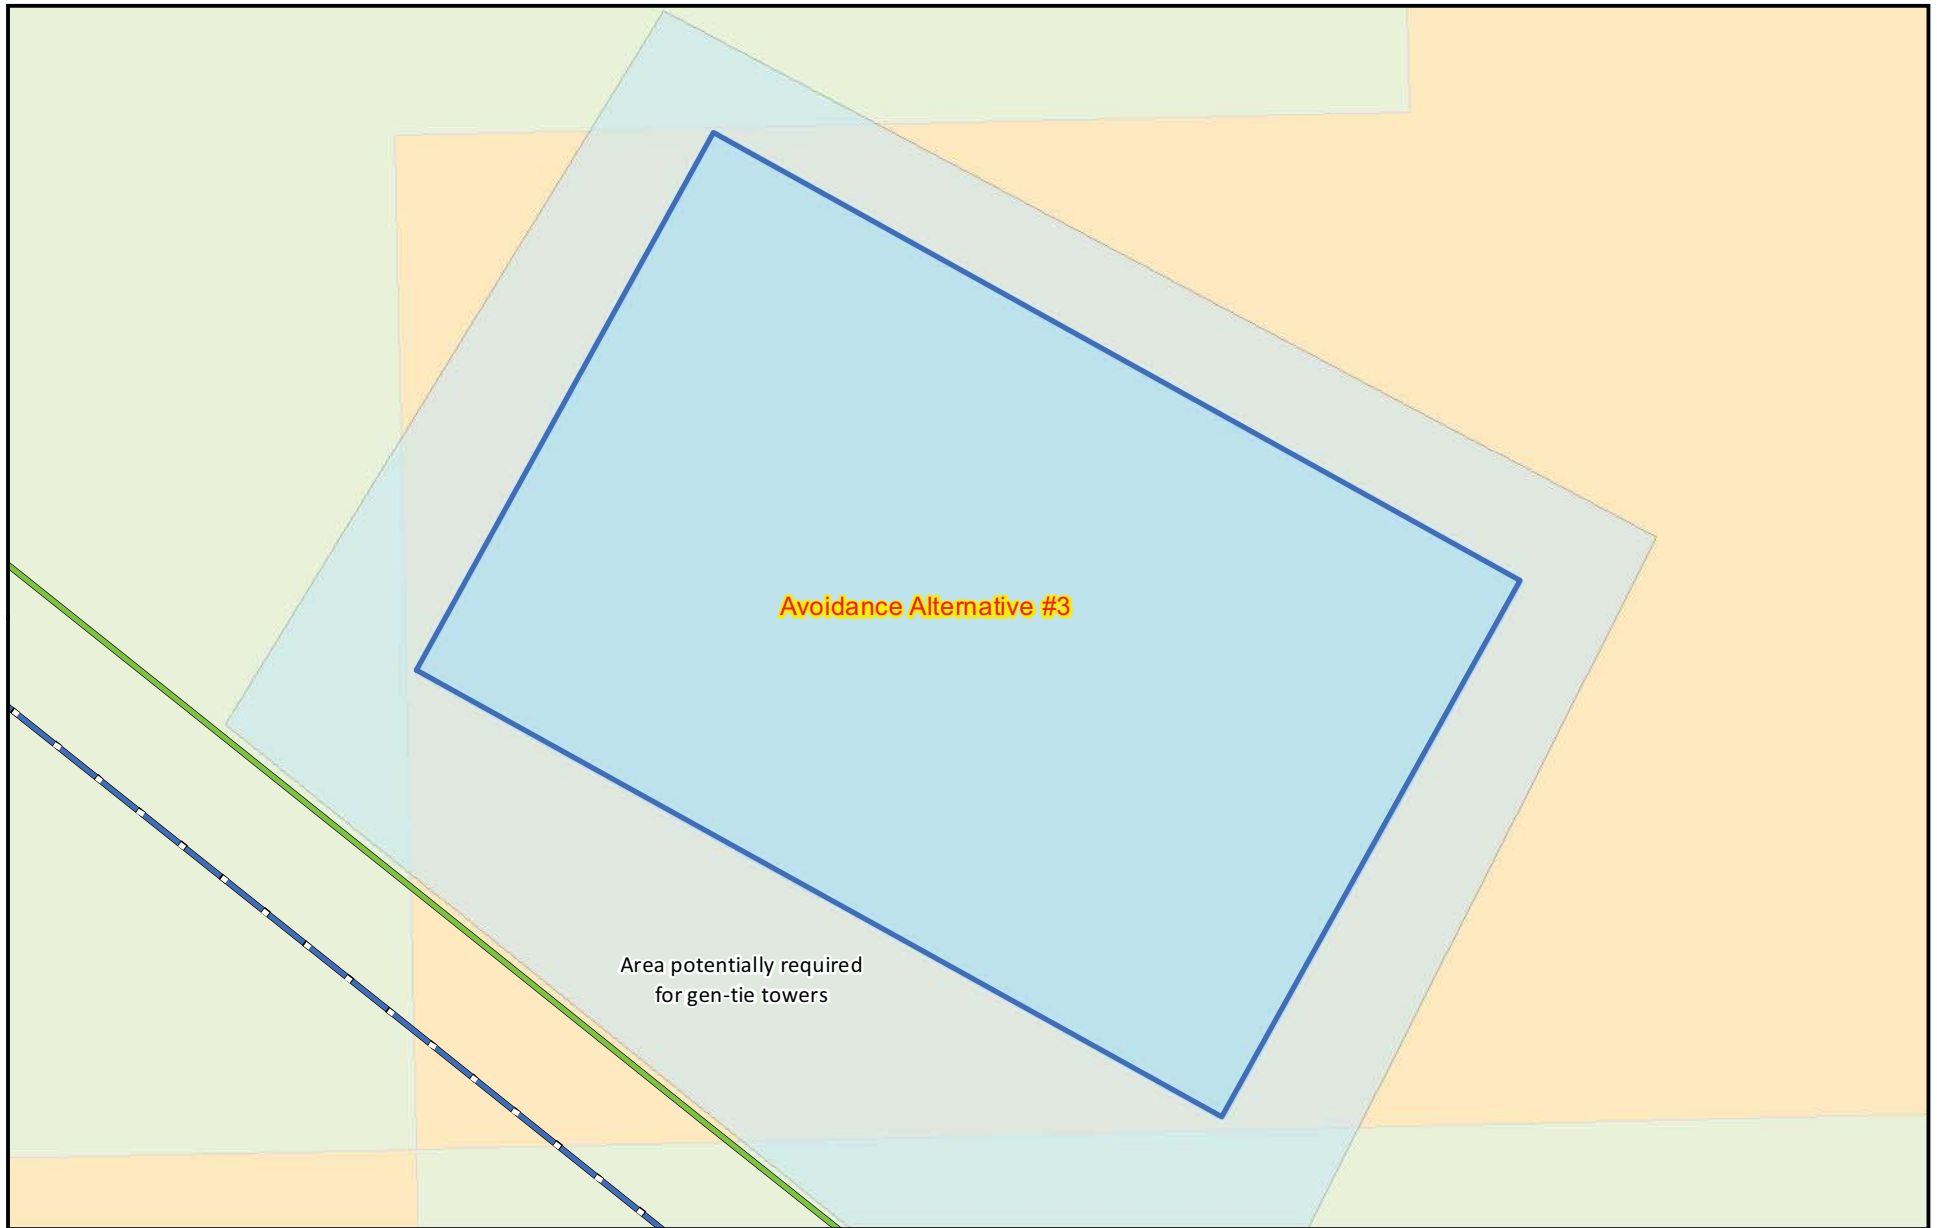 Avoidance Alternative #3
Area potentially required
for gen-tie towers